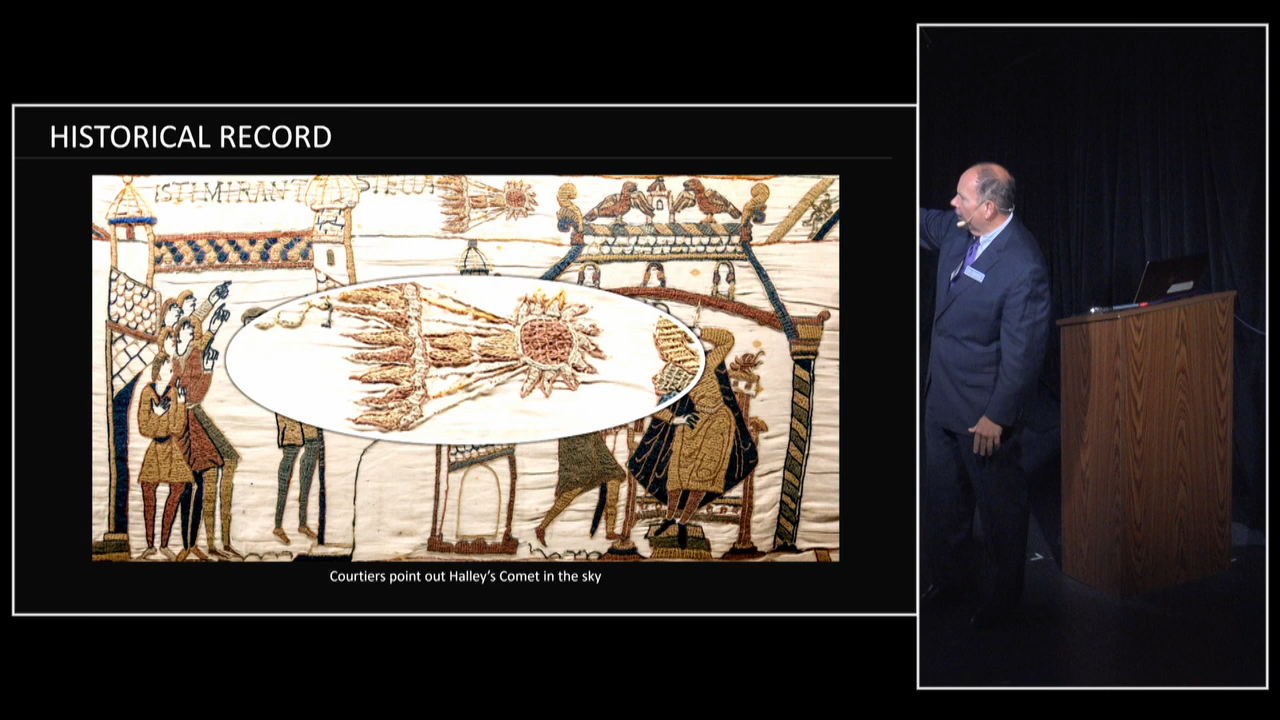 HISTORICAL RECORD
ISTI MIRANT STELLA
Courtiers point out Halley's Comet in the sky